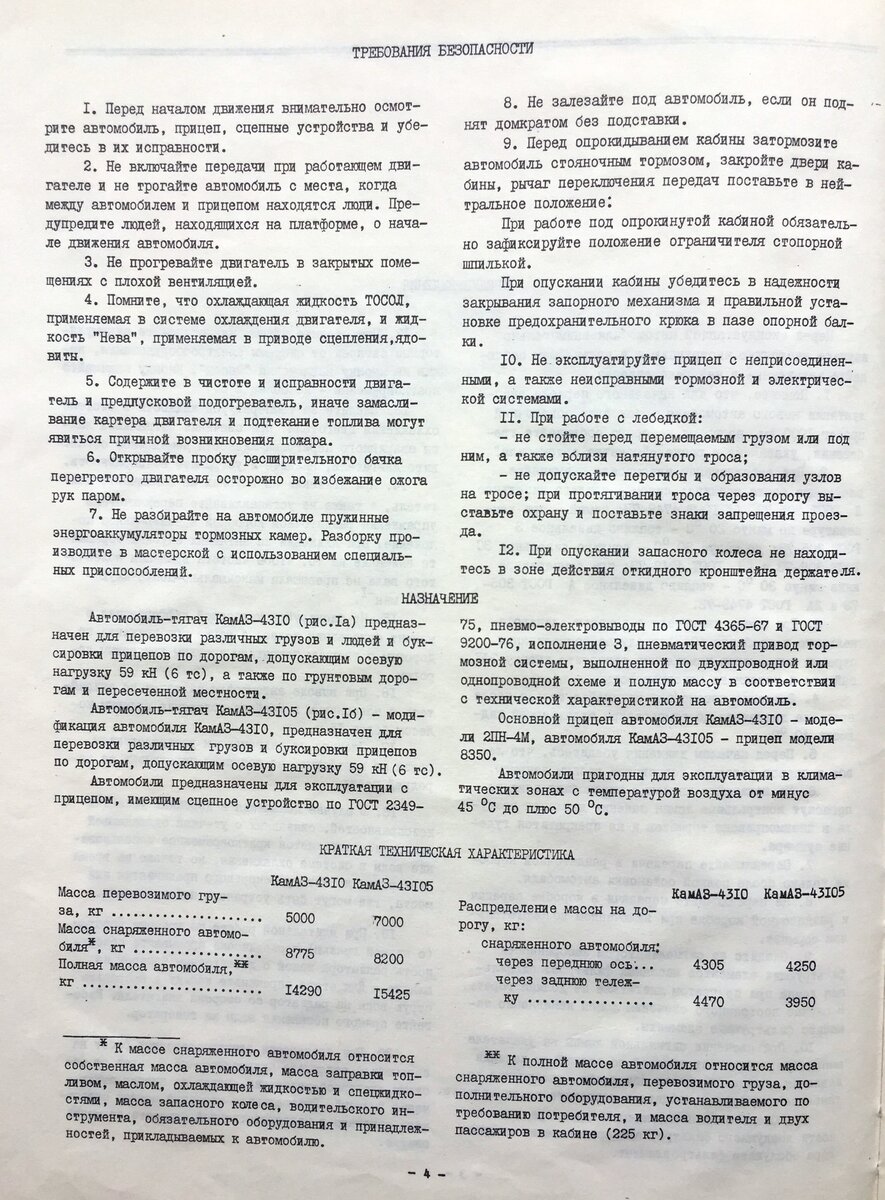 ТРЕБОВАНИЯ БЕЗОПАСНОСТИ
1. Перед началом движения внимательно осмот-
рите автомобиль, прицеп, сцепные устройства и убе-
дитесь в их исправности.
2. Не включайте передачи при работающем дви-
гателе и не трогайте автомобиль с места, когда
между автомобилем и прицепом находятся люди. Пре-
дупредите людей, находящихся на платформе, о нача-
ле движения автомобиля.
3. Не прогревайте двигатель в закрытых поме-
щениях с плохой вентиляцией.
4. Помните, что охлаждающая жидкость ТОСОЛ,
применяемая в системе охлаждения двигателя, и жид-
кость "Нева", применяемая в приводе сцепления,ядо-
виты.
5. Содержите в чистоте и исправности двига-
тель и предпусковой подогреватель, иначе замасли-
вание картера двигателя и подтекание топлива могут
явиться причиной возникновения пожара.
6. Открывайте пробку расширительного бачка
перегретого двигателя осторожно во избежание ожога
рук паром.
7. Не разбирайте на автомобиле пружинные
энергоаккумуляторы тормозных камер. Разборку про-
изводите в мастерской с использованием специаль-
ных приспособлений.
8. Не залезайте под автомобиль, если он под-
нят домкратом без подставки.
9. Перед опрокидыванием кабины затормозите
автомобиль стояночным тормозом, закройте двери ка-
бины, рычаг переключения передач поставьте в ней-
тральное положение:
При работе под опрокинутой кабиной обязатель-
но зафиксируйте положение ограничителя стопорной
шпилькой.
При опускании кабины убедитесь в надежности
закрывания запорного механизма и правильной уста-
новке предохранительного крюка в пазе опорной бал-
ки.
10. Не эксплуатируйте прицеп с неприсоединен-
ными, а также неисправными тормозной и электричес-
кой системами.
11. При работе с лебедкой:
- не стойте перед перемещаемым грузом или под
ним, а также вблизи натянутого троса;
- не допускайте перегибы и образования узлов
на тросе; при протягивании троса через дорогу вы-
ставьте охрану и поставьте знаки запрещения проез-
да.
12. При опускании запасного колеса не находи-
тесь в зоне действия откидного кронштейна держателя.
НАЗНАЧЕНИЕ
Автомобиль-тягач КамАЗ-4310 (рис.1а) предназ-
начен для перевозки различных грузов и людей и бук-
сировки прицепов по дорогам, допускающим осевую
нагрузку 59 кН (6 тс), а также по грунтовым доро-
гам и пересеченной местности.
Автомобиль-тягач КамАЗ-43105 (рис.1б) - моди-
фикация автомобиля КамАЗ-4310, предназначен для
перевозки различных грузов и буксировки прицепов
по дорогам, допускающим осевую нагрузку 59 кН (6 тс).
Автомобили предназначены для эксплуатации с
прицепом, имеющим сцепное устройство по ГОСТ 2349-
75, пневмо-электровыводы по ГОСТ 4365-67 и ГОСТ
9200-76, исполнение 3, пневматический привод тор-
мозной системы, выполненной по двухпроводной или
однопроводной схеме и полную массу в соответствии
с технической характеристикой на автомобиль.
Основной прицеп автомобиля КамАЗ-4310 - моде-
ли 2ПН-4М, автомобиля КамАЗ-43105 - прицеп модели
8350.
Автомобили пригодны для эксплуатации в клима-
тических зонах с температурой воздуха от минус
45 °С до плюс 50 °С.
КРАТКАЯ ТЕХНИЧЕСКАЯ ХАРАКТЕРИСТИКА
КамАЗ-4310 КамАЗ-43105
Масса перевозимого гру-
за, кг .................... 5000 7000
Масса снаряженного автомо-
биля*, кг ................. 8775 8200
Полная масса автомобиля,**
кг ........................ 14290 15425
КамАЗ-4310 КамАЗ-43105
Распределение массы на до-
рогу, кг:
снаряженного автомобиля:
через переднюю ось... 4305 4250
через заднюю тележ-
ку ................. 4470 3950
* К массе снаряженного автомобиля относится
собственная масса автомобиля, масса заправки топ-
ливом, маслом, охлаждающей жидкостью и спецжидко-
стями, масса запасного колеса, водительского ин-
струмента, обязательного оборудования и принадлеж-
ностей, прикладываемых к автомобилю.
** К полной массе автомобиля относится масса
снаряженного автомобиля, перевозимого груза, до-
полнительного оборудования, устанавливаемого по
требованию потребителя, и масса водителя и двух
пассажиров в кабине (225 кг).
- 4 -